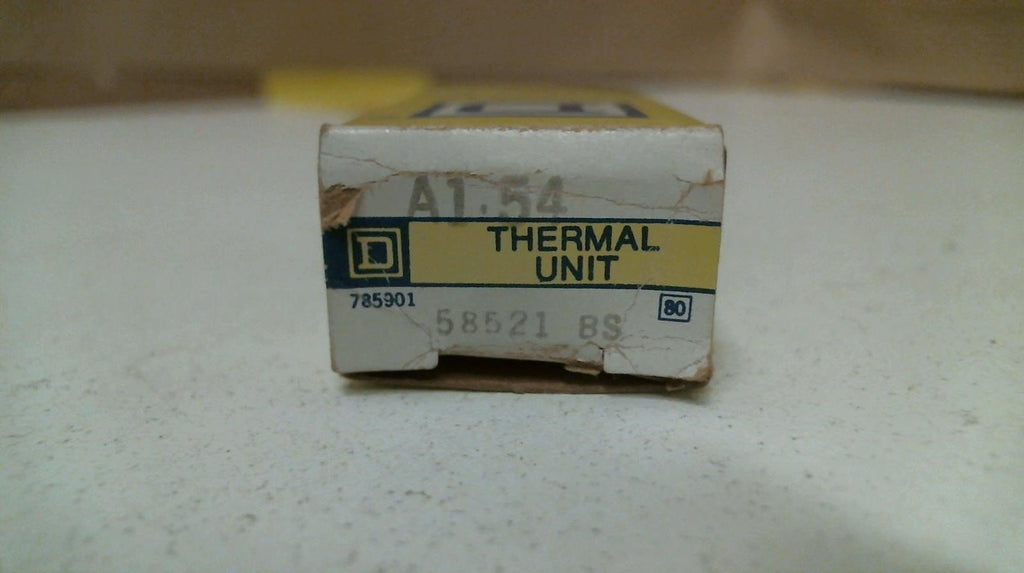 A1.54
D
THERMAL
UNIT
785901
80
58521 BS